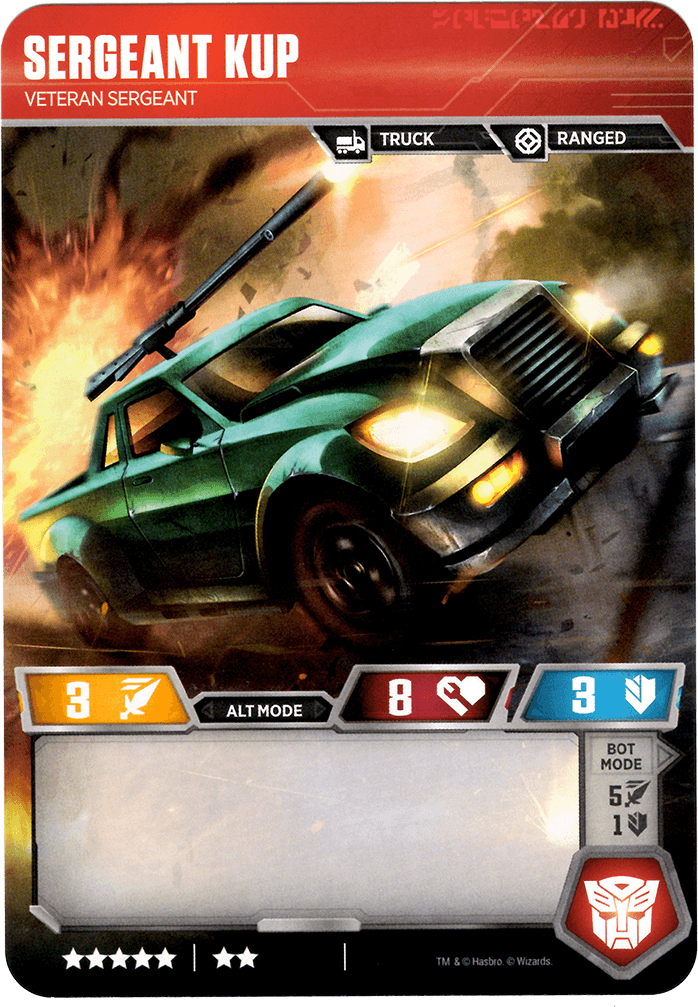 SERGEANT KUP
VETERAN SERGEANT
TRUCK
RANGED
3
ALT MODE
8
3
BOT
MODE
5
1
TM & © Hasbro. © Wizards.